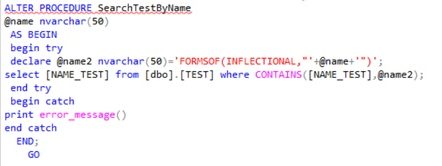 ALTER PROCEDURE SearchTestByName
@name nvarchar(50)
AS BEGIN
begin try
declare @name2 nvarchar(50)='FORMSOF(INFLECTIONAL,"'+@name+'")';
select [NAME_TEST] from [dbo].[TEST] where CONTAINS([NAME_TEST],@name2);
end try
begin catch
print error_message()
end catch
END;
GO